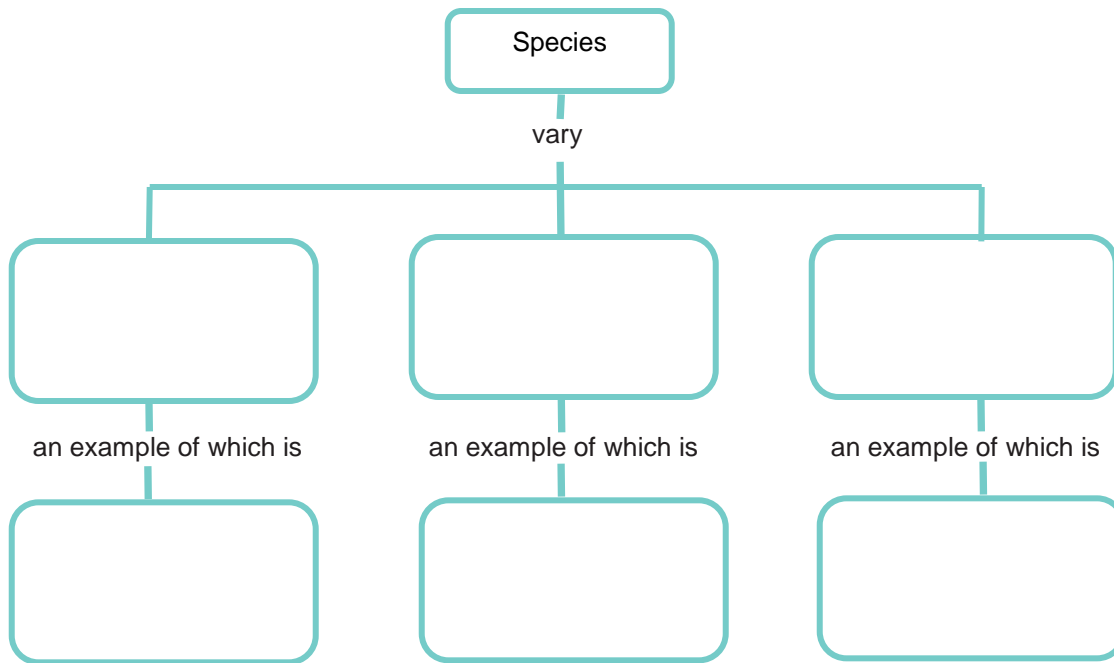 Species
vary
an example of which is
an example of which is
an example of which is